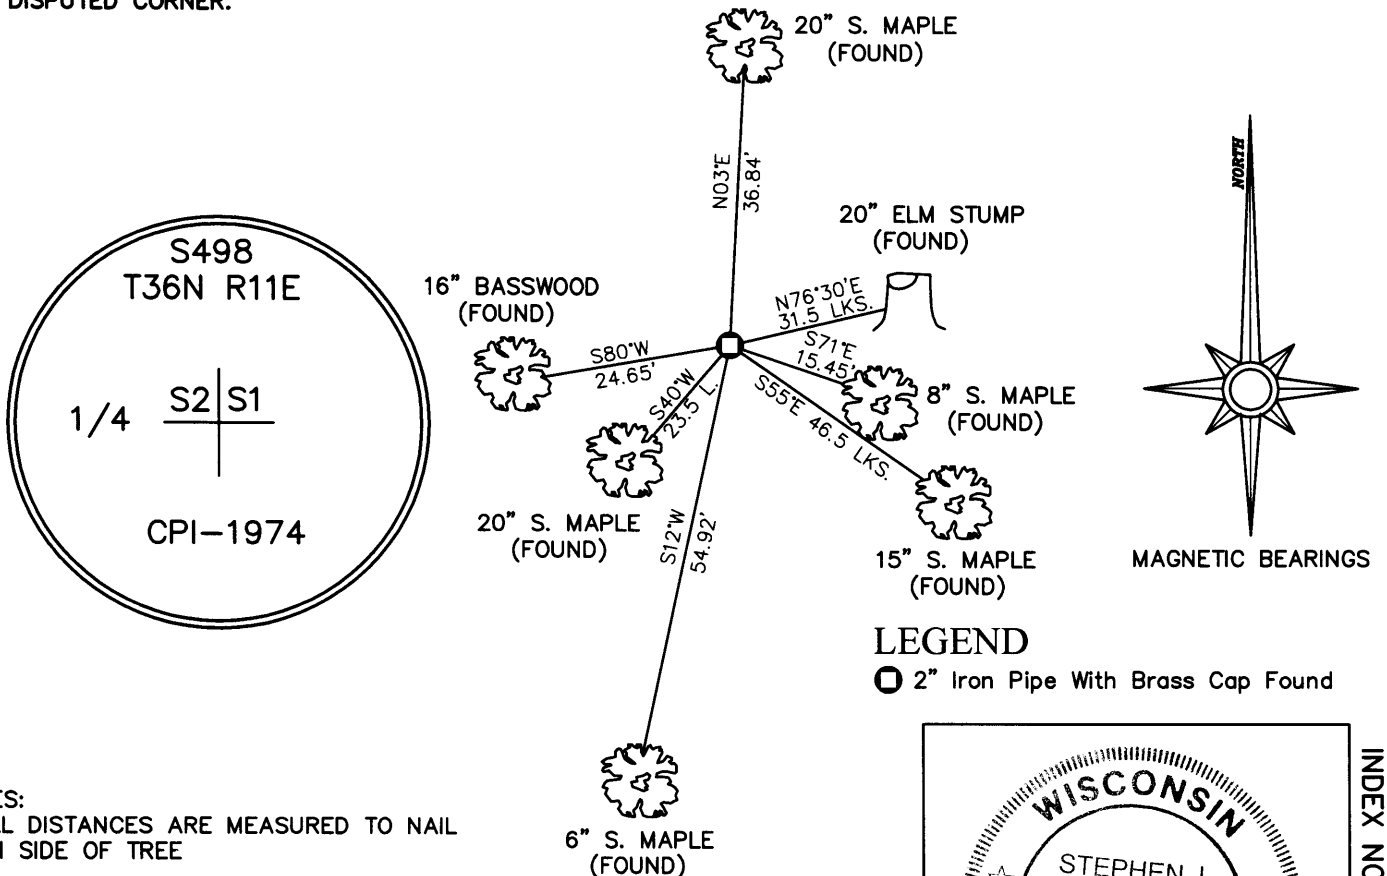 DISPUTED CORNER.
20" S. MAPLE
(FOUND)
N03°E
36.84'
NORTH
20" ELM STUMP
(FOUND)
S498
T36N R11E
1/4
S2 S1
CPI-1974
16" BASSWOOD
(FOUND)
N76°30'E
31.5 LKS.
S80°W
24.65'
S71°E
15.45'
S40°W
23.5 L.
S55°E 46.5 LKS.
8" S. MAPLE
(FOUND)
20" S. MAPLE
(FOUND)
S12°W
54.92'
15" S. MAPLE
(FOUND)
MAGNETIC BEARINGS
LEGEND
2" Iron Pipe With Brass Cap Found
6" S. MAPLE
(FOUND)
DISTANCES ARE MEASURED TO NAIL
SIDE OF TREE
WISCONSIN
STEPHEN
INDEX